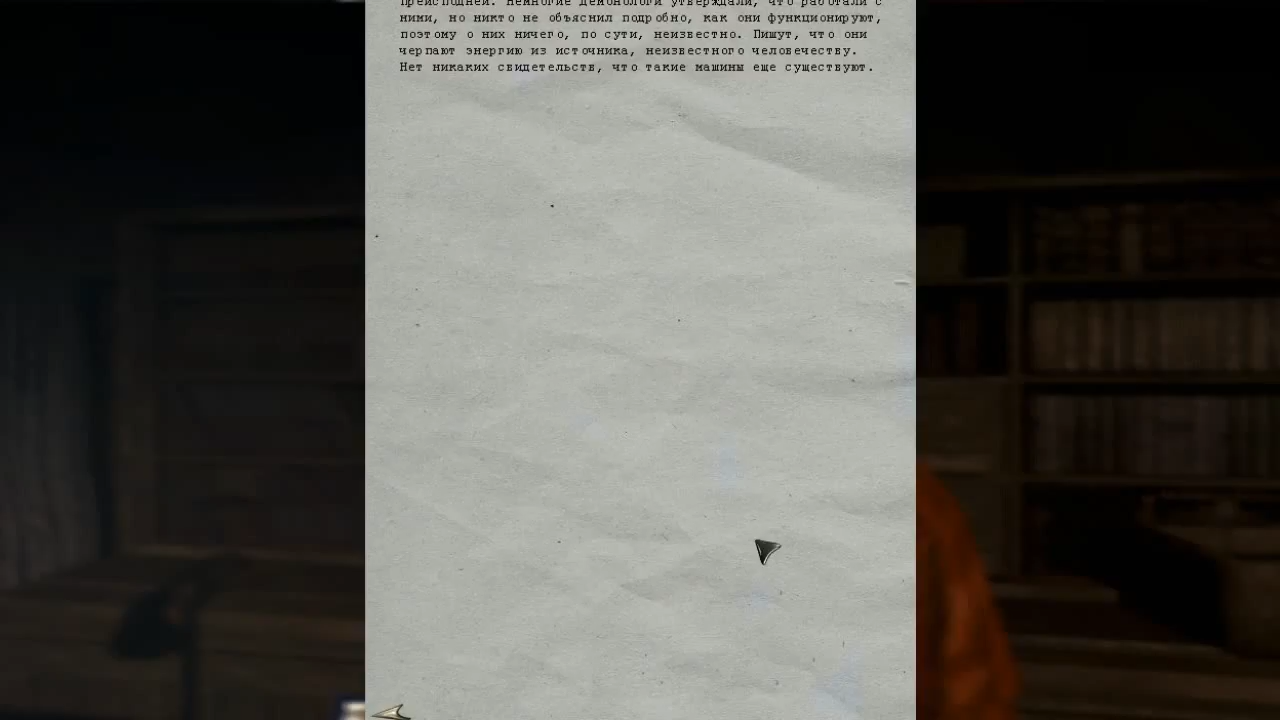 преисподней. Немногие демонологи утверждали, что работали с
ними, но никто не объяснил подробно, как они функционируют,
поэтому о них ничего, по сути, неизвестно. Пишут, что они
черпают энергию из источника, неизвестного человечеству.
Нет никаких свидетельств, что такие машины еще существуют.